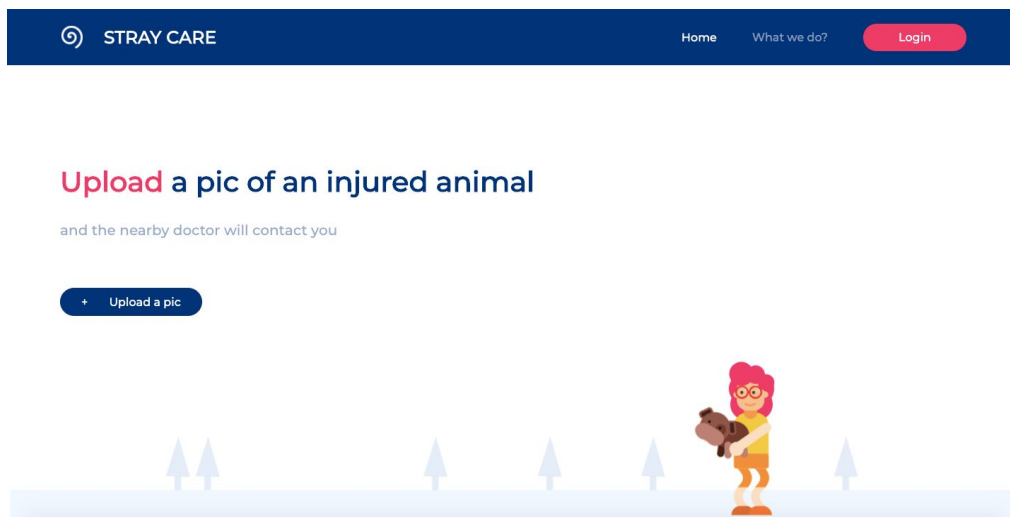 STRAY CARE
Home What we do? Login
Upload a pic of an injured animal
and the nearby doctor will contact you
+ Upload a pic